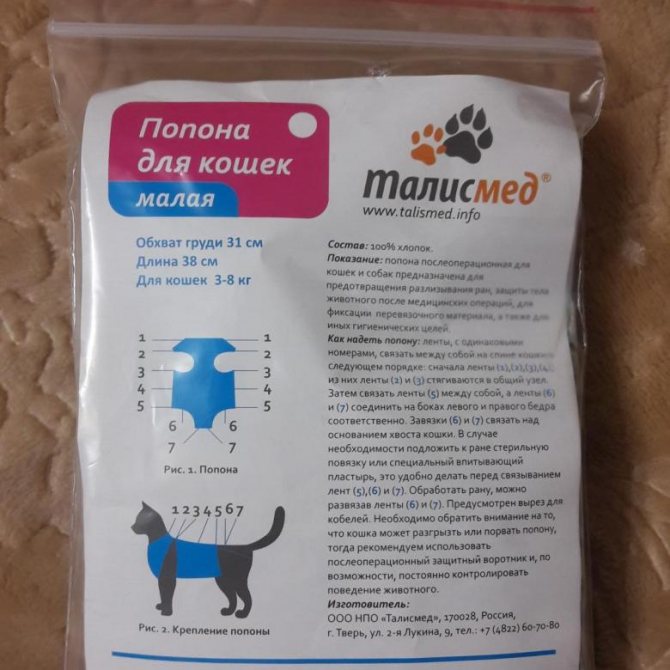 Попона
для кошек
малая
Талисмед®
www.talismed.info
Обхват груди 31 см
Длина 38 см
Для кошек 3-8 кг
1 1
2 2
3 3
4 4
5 5
6 6
7 7
Рис. 1. Попона
1234567
Рис. 2. Крепление попоны
Состав: 100% хлопок.
Показание: попона послеоперационная для
кошек и собак предназначена для
предотвращения разлизывания ран, защиты тела
животного после медицинских операций, для
фиксации перевязочного материала, а также для
иных гигиенических целей.
Как надеть попону: ленты, с одинаковыми
номерами, связать между собой на спине кошки в
следующем порядке: сначала ленты (1),(2),(3),(4),
из них ленты (2) и (3) стягиваются в общий узел.
Затем связать ленты (5) между собой, а ленты (6)
и (7) соединить на боках левого и правого бедра
соответственно. Завязки (6) и (7) связать над
основанием хвоста кошки. В случае
необходимости подложить к ране стерильную
повязку или специальный впитывающий
пластырь, это удобно делать перед связыванием
лент (5),(6) и (7). Обработать рану, можно
развязав ленты (6) и (7). Предусмотрен вырез для
кобелей. Необходимо обратить внимание на то,
что кошка может разгрызть или порвать попону,
тогда рекомендуем использовать
послеоперационный защитный воротник и, по
возможности, постоянно контролировать
поведение животного.
Изготовитель:
ООО НПО «Талисмед», 170028, Россия,
г. Тверь, ул. 2-я Лукина, 9, тел.: +7 (4822) 60-70-80